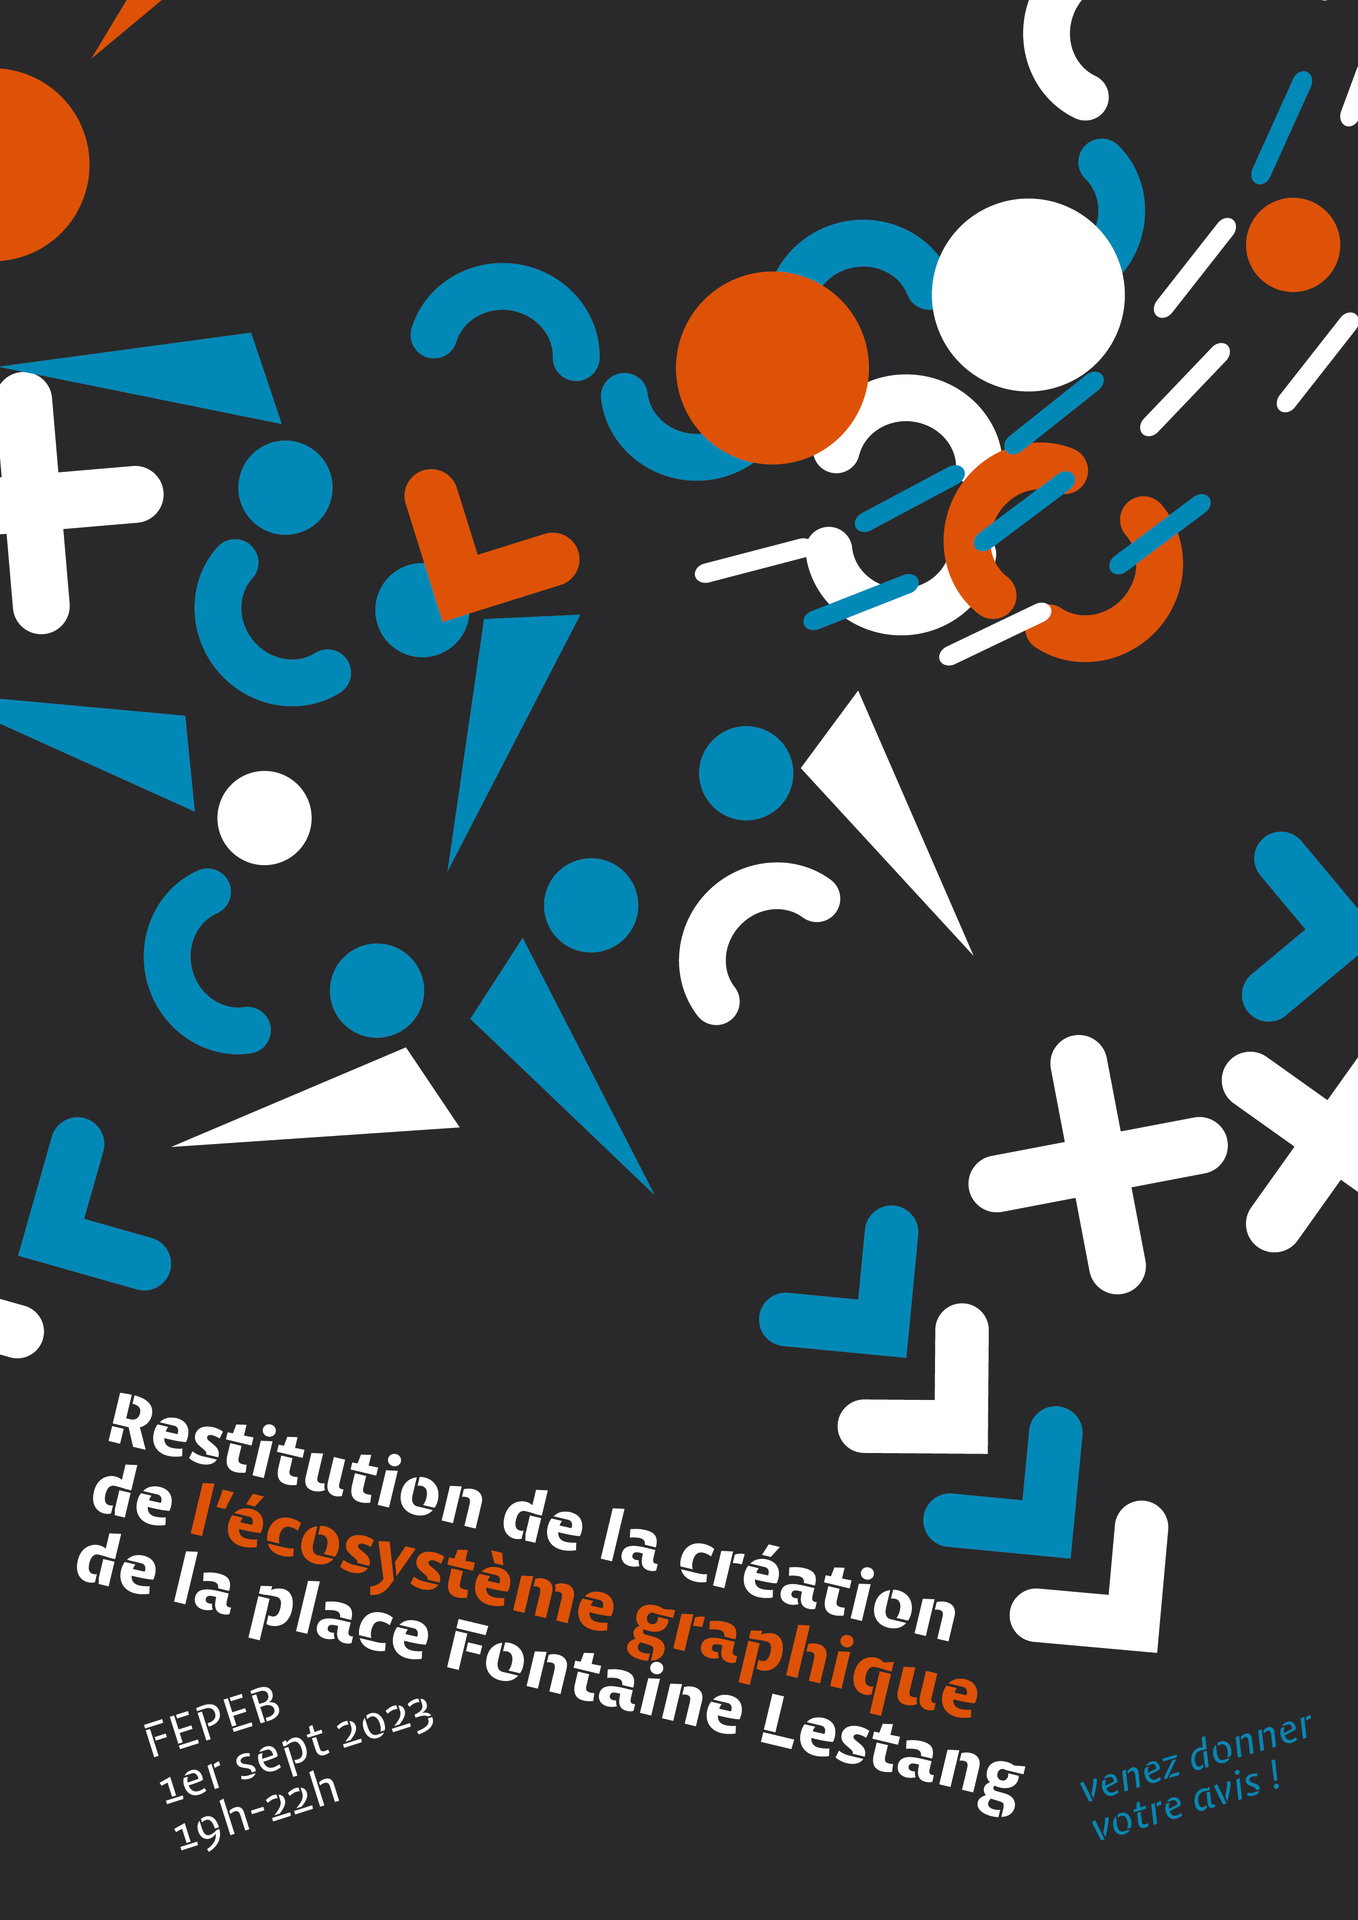 Restitution de la création
de l'écosystème graphique
de la place Fontaine Lestang
FEPEB
1er sept 2023
19h-22h
venez donner
votre avis !